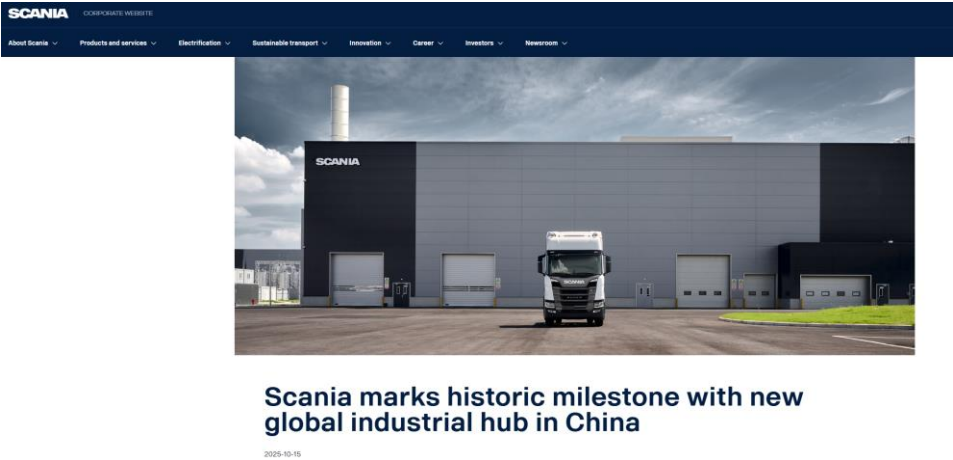 SCANIA CORPORATE WEBSITE
About Scania Products and services Electrification Sustainable transport Innovation Career Investors Newsroom
SCANIA
SCANIA
Scania marks historic milestone with new
global industrial hub in China
2025-10-15